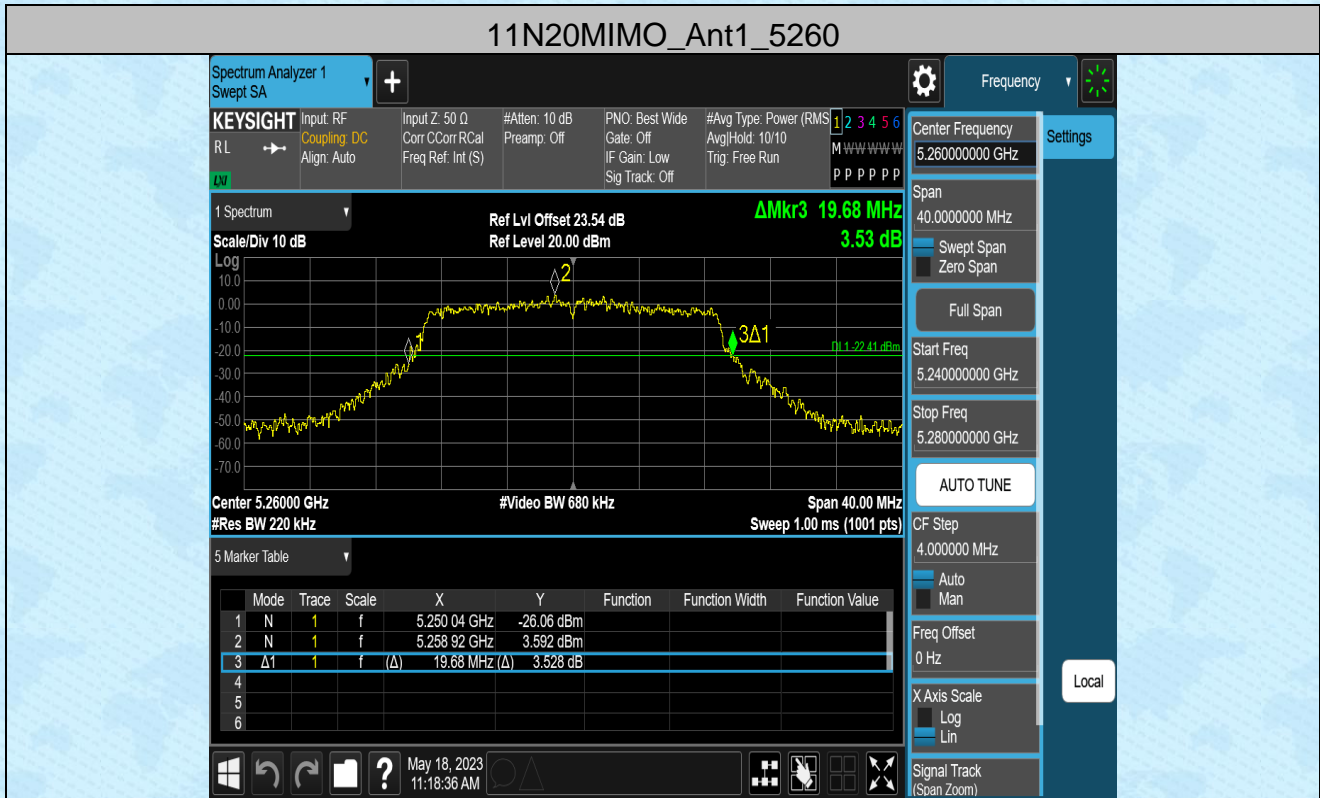 11N20MIMO_Ant1_5260
Spectrum Analyzer 1
Swept SA
+
Frequency
KEYSIGHT
RL
LXI
Input: RF
Coupling: DC
Align: Auto
Input Z: 50 Ω
Corr CCorr RCal
Freq Ref: Int (S)
#Atten: 10 dB
Preamp: Off
PNO: Best Wide
Gate: Off
IF Gain: Low
Sig Track: Off
#Avg Type: Power (RMS
Avg|Hold: 10/10
Trig: Free Run
1 2 3 4 5 6
M W W W W W
P P P P P P
Center Frequency
5.260000000 GHz
Settings
Span
40.0000000 MHz
Swept Span
Zero Span
Full Span
Start Freq
5.240000000 GHz
Stop Freq
5.280000000 GHz
AUTO TUNE
CF Step
4.000000 MHz
Auto
Man
Freq Offset
0 Hz
X Axis Scale
Log
Lin
Signal Track
(Span Zoom)
Local
1 Spectrum
Scale/Div 10 dB
Ref Lvl Offset 23.54 dB
Ref Level 20.00 dBm
ΔMkr3 19.68 MHz
3.53 dB
Log
10.0
0.00
-10.0
-20.0
-30.0
-40.0
-50.0
-60.0
-70.0
1
2
3Δ1
DL1 -22.41 dBm
Center 5.26000 GHz
#Video BW 680 kHz
Span 40.00 MHz
#Res BW 220 kHz
Sweep 1.00 ms (1001 pts)
5 Marker Table
Mode Trace Scale X Y Function Function Width Function Value
1 N 1 f 5.250 04 GHz -26.06 dBm
2 N 1 f 5.258 92 GHz 3.592 dBm
3 Δ1 1 f (Δ) 19.68 MHz (Δ) 3.528 dB
4
5
6
?
May 18, 2023
11:18:36 AM